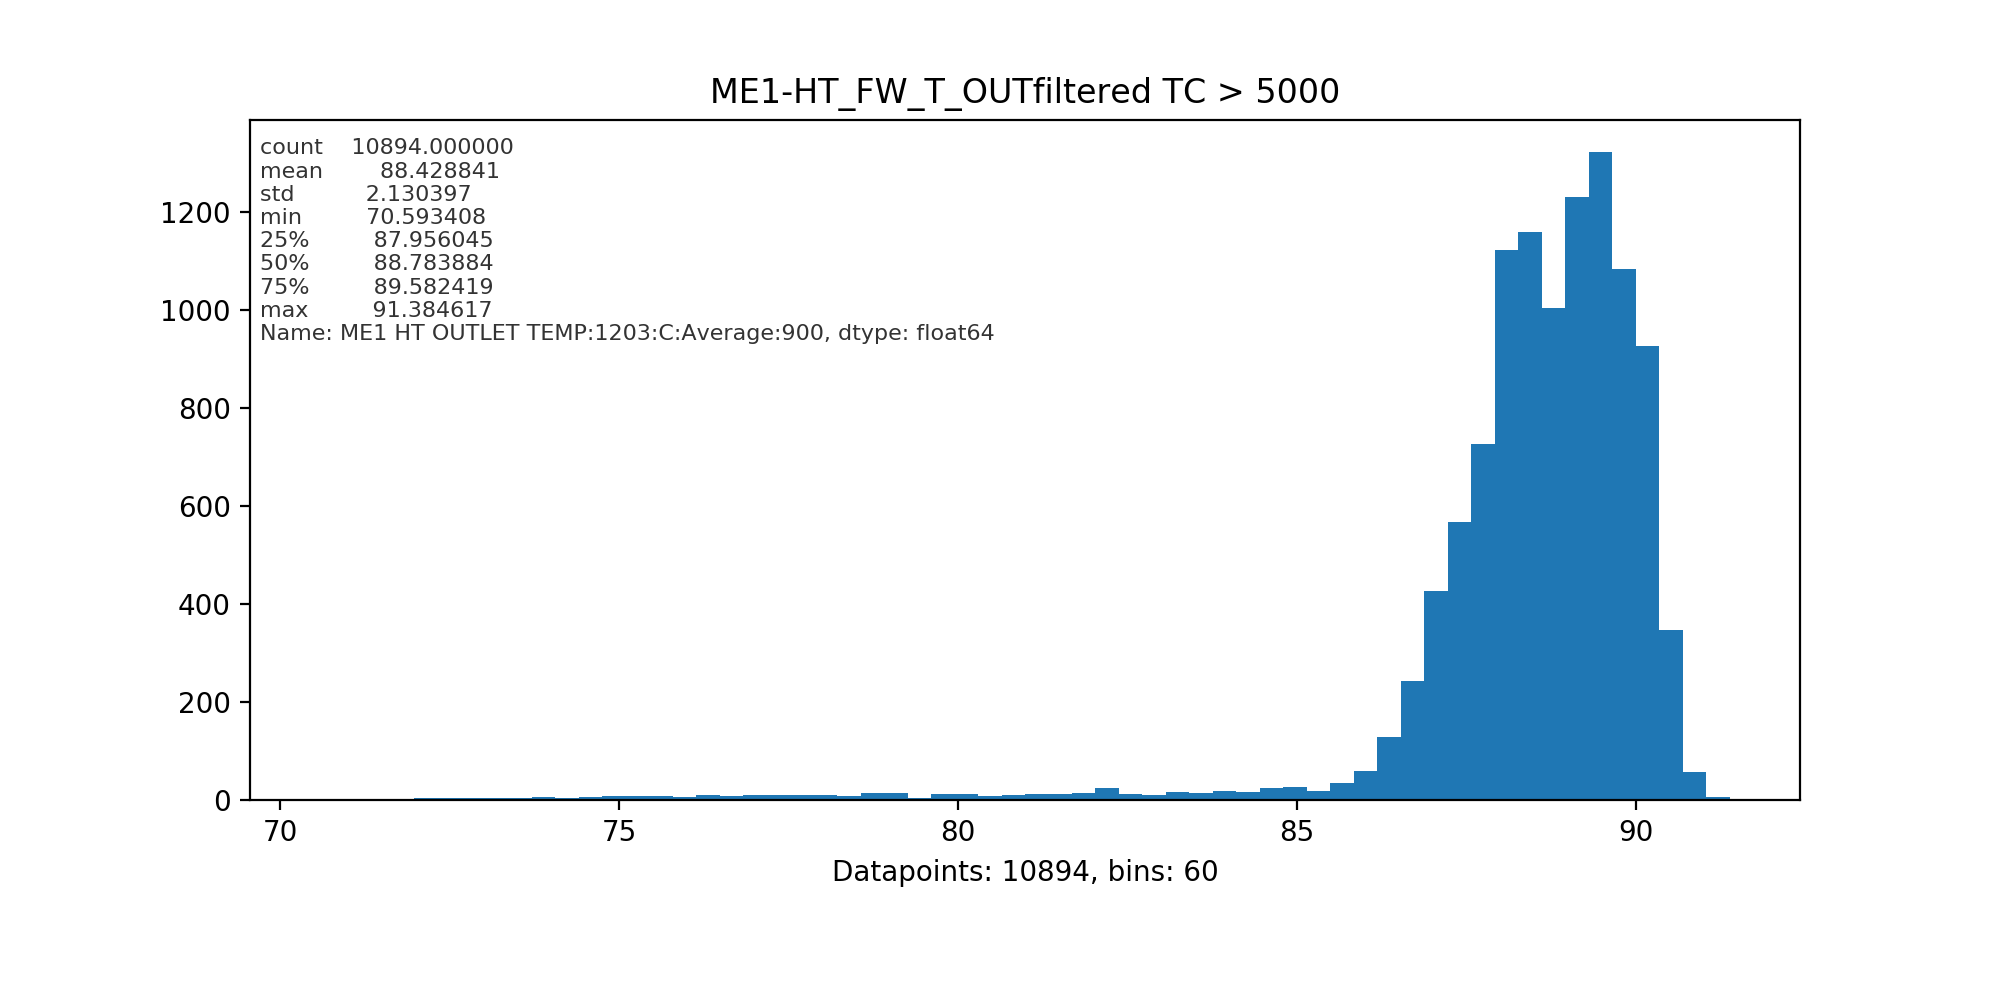 ME1-HT_FW_T_OUTfiltered TC > 5000
count 10894.000000
mean 88.428841
std 2.130397
min 70.593408
25% 87.956045
50% 88.783884
75% 89.582419
max 91.384617
Name: ME1 HT OUTLET TEMP:1203:C:Average:900, dtype: float64
1200
1000
800
600
400
200
0
70 75 80 85 90
Datapoints: 10894, bins: 60